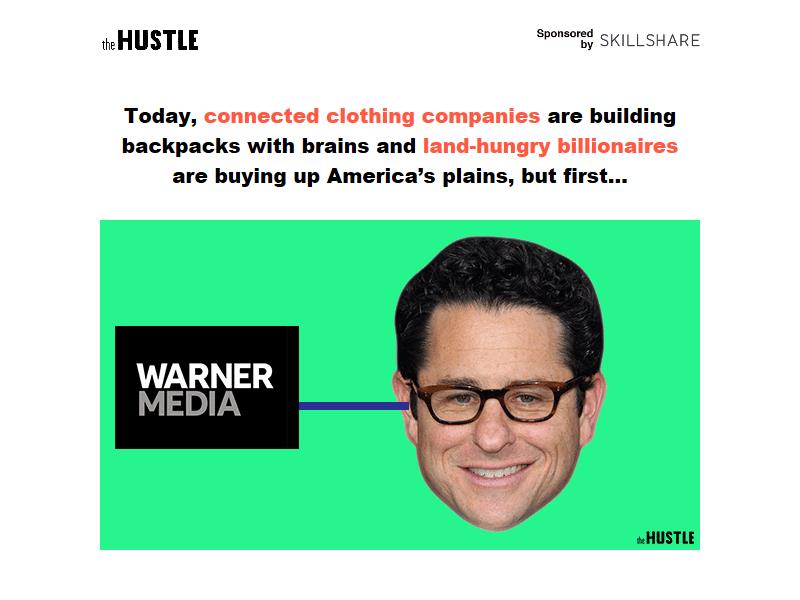 the HUSTLE
Sponsored
by SKILLSHARE
Today, connected clothing companies are building
backpacks with brains and land-hungry billionaires
are buying up America's plains, but first...
WARNER
MEDIA
the HUSTLE